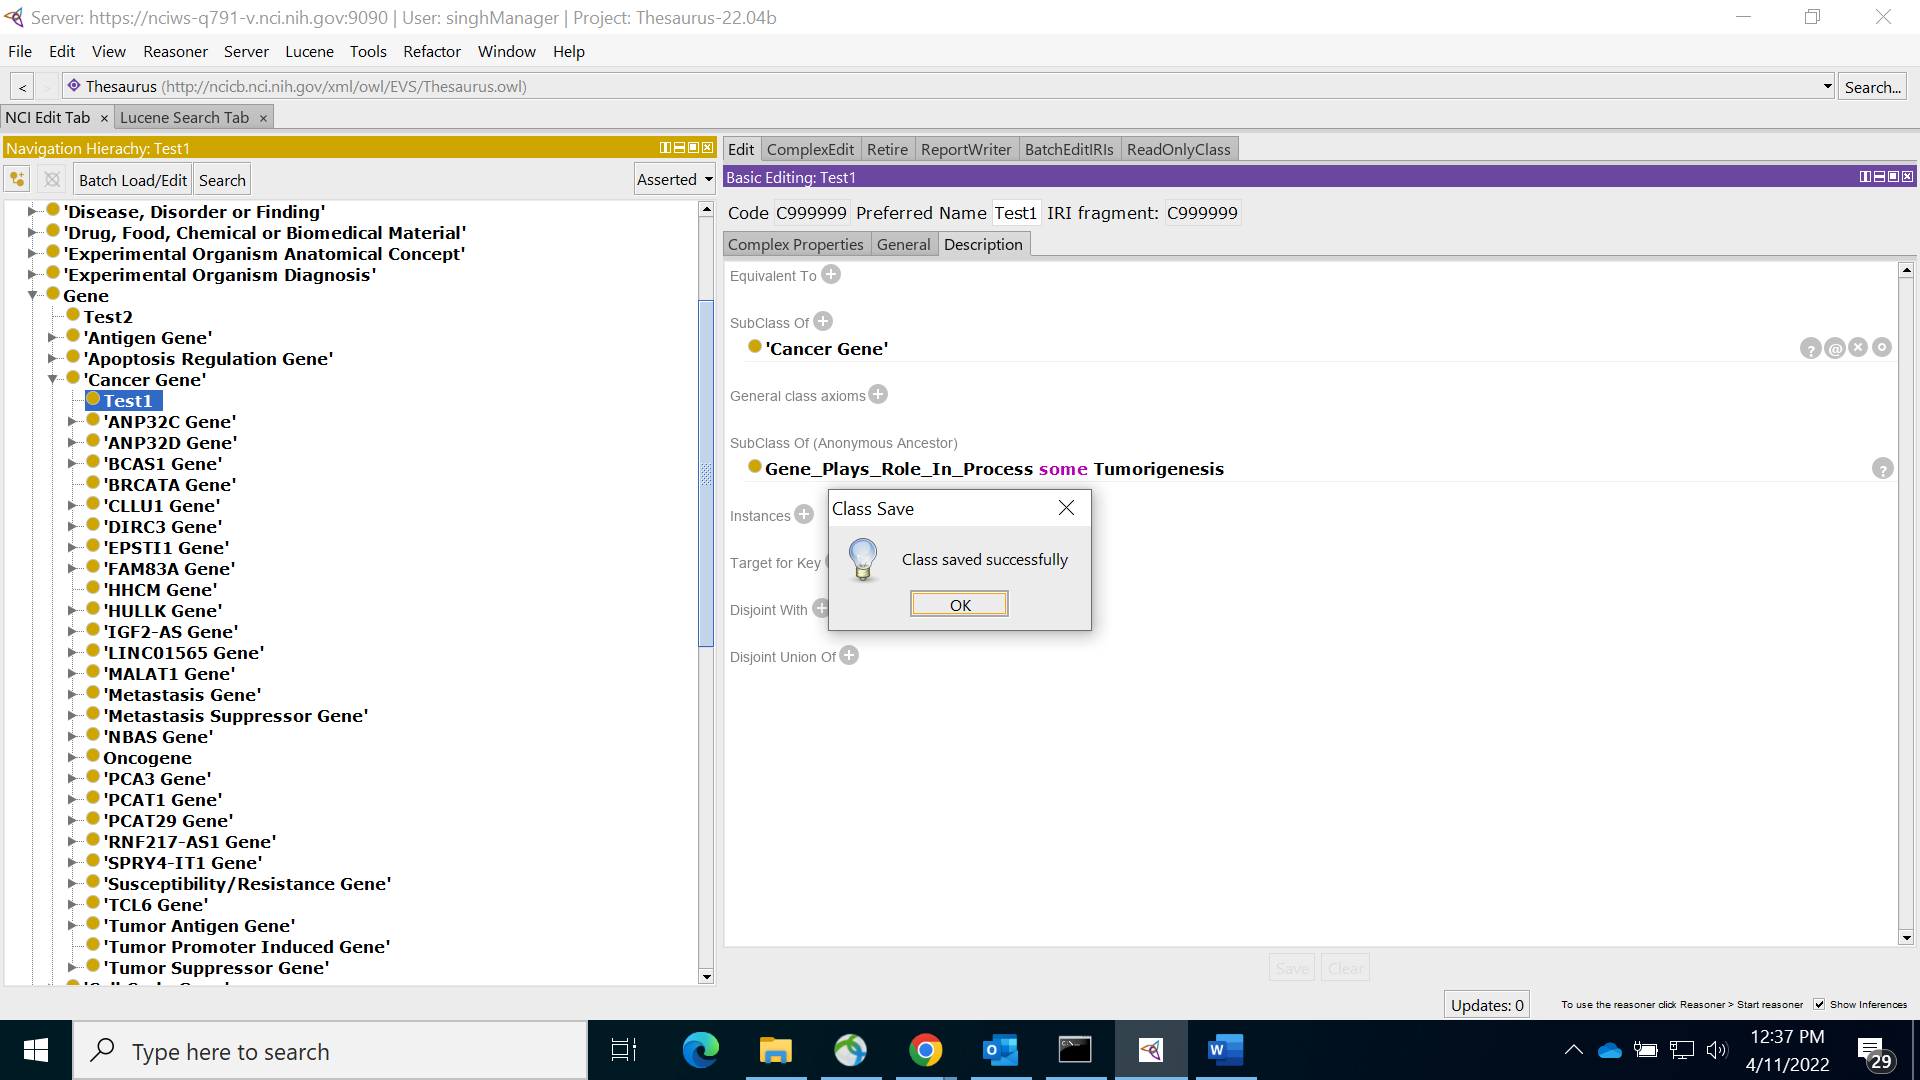 Server: https://nciws-q791-v.nci.nih.gov:9090 | User: singhManager | Project: Thesaurus-22.04b
File Edit View Reasoner Server Lucene Tools Refactor Window Help
< > Thesaurus (http://ncicb.nci.nih.gov/xml/owl/EVS/Thesaurus.owl) Search...
NCI Edit Tab × Lucene Search Tab ×
Navigation Hierachy: Test1
Batch Load/Edit Search Asserted
'Disease, Disorder or Finding'
'Drug, Food, Chemical or Biomedical Material'
'Experimental Organism Anatomical Concept'
'Experimental Organism Diagnosis'
Gene
Test2
'Antigen Gene'
'Apoptosis Regulation Gene'
'Cancer Gene'
Test1
'ANP32C Gene'
'ANP32D Gene'
'BCAS1 Gene'
'BRCATA Gene'
'CLLU1 Gene'
'DIRC3 Gene'
'EPSTI1 Gene'
'FAM83A Gene'
'HHCM Gene'
'HULLK Gene'
'IGF2-AS Gene'
'LINC01565 Gene'
'MALAT1 Gene'
'Metastasis Gene'
'Metastasis Suppressor Gene'
'NBAS Gene'
Oncogene
'PCA3 Gene'
'PCAT1 Gene'
'PCAT29 Gene'
'RNF217-AS1 Gene'
'SPRY4-IT1 Gene'
'Susceptibility/Resistance Gene'
'TCL6 Gene'
'Tumor Antigen Gene'
'Tumor Promoter Induced Gene'
'Tumor Suppressor Gene'
Edit ComplexEdit Retire ReportWriter BatchEditIRIs ReadOnlyClass
Basic Editing: Test1
Code C999999 Preferred Name Test1 IRI fragment: C999999
Complex Properties General Description
Equivalent To
SubClass Of
'Cancer Gene'
General class axioms
SubClass Of (Anonymous Ancestor)
Gene_Plays_Role_In_Process some Tumorigenesis
Instances
Target for Key
Disjoint With
Disjoint Union Of
Class Save
Class saved successfully
OK
Save Clear
Updates: 0 To use the reasoner click Reasoner > Start reasoner Show Inferences
Type here to search
12:37 PM
4/11/2022
29